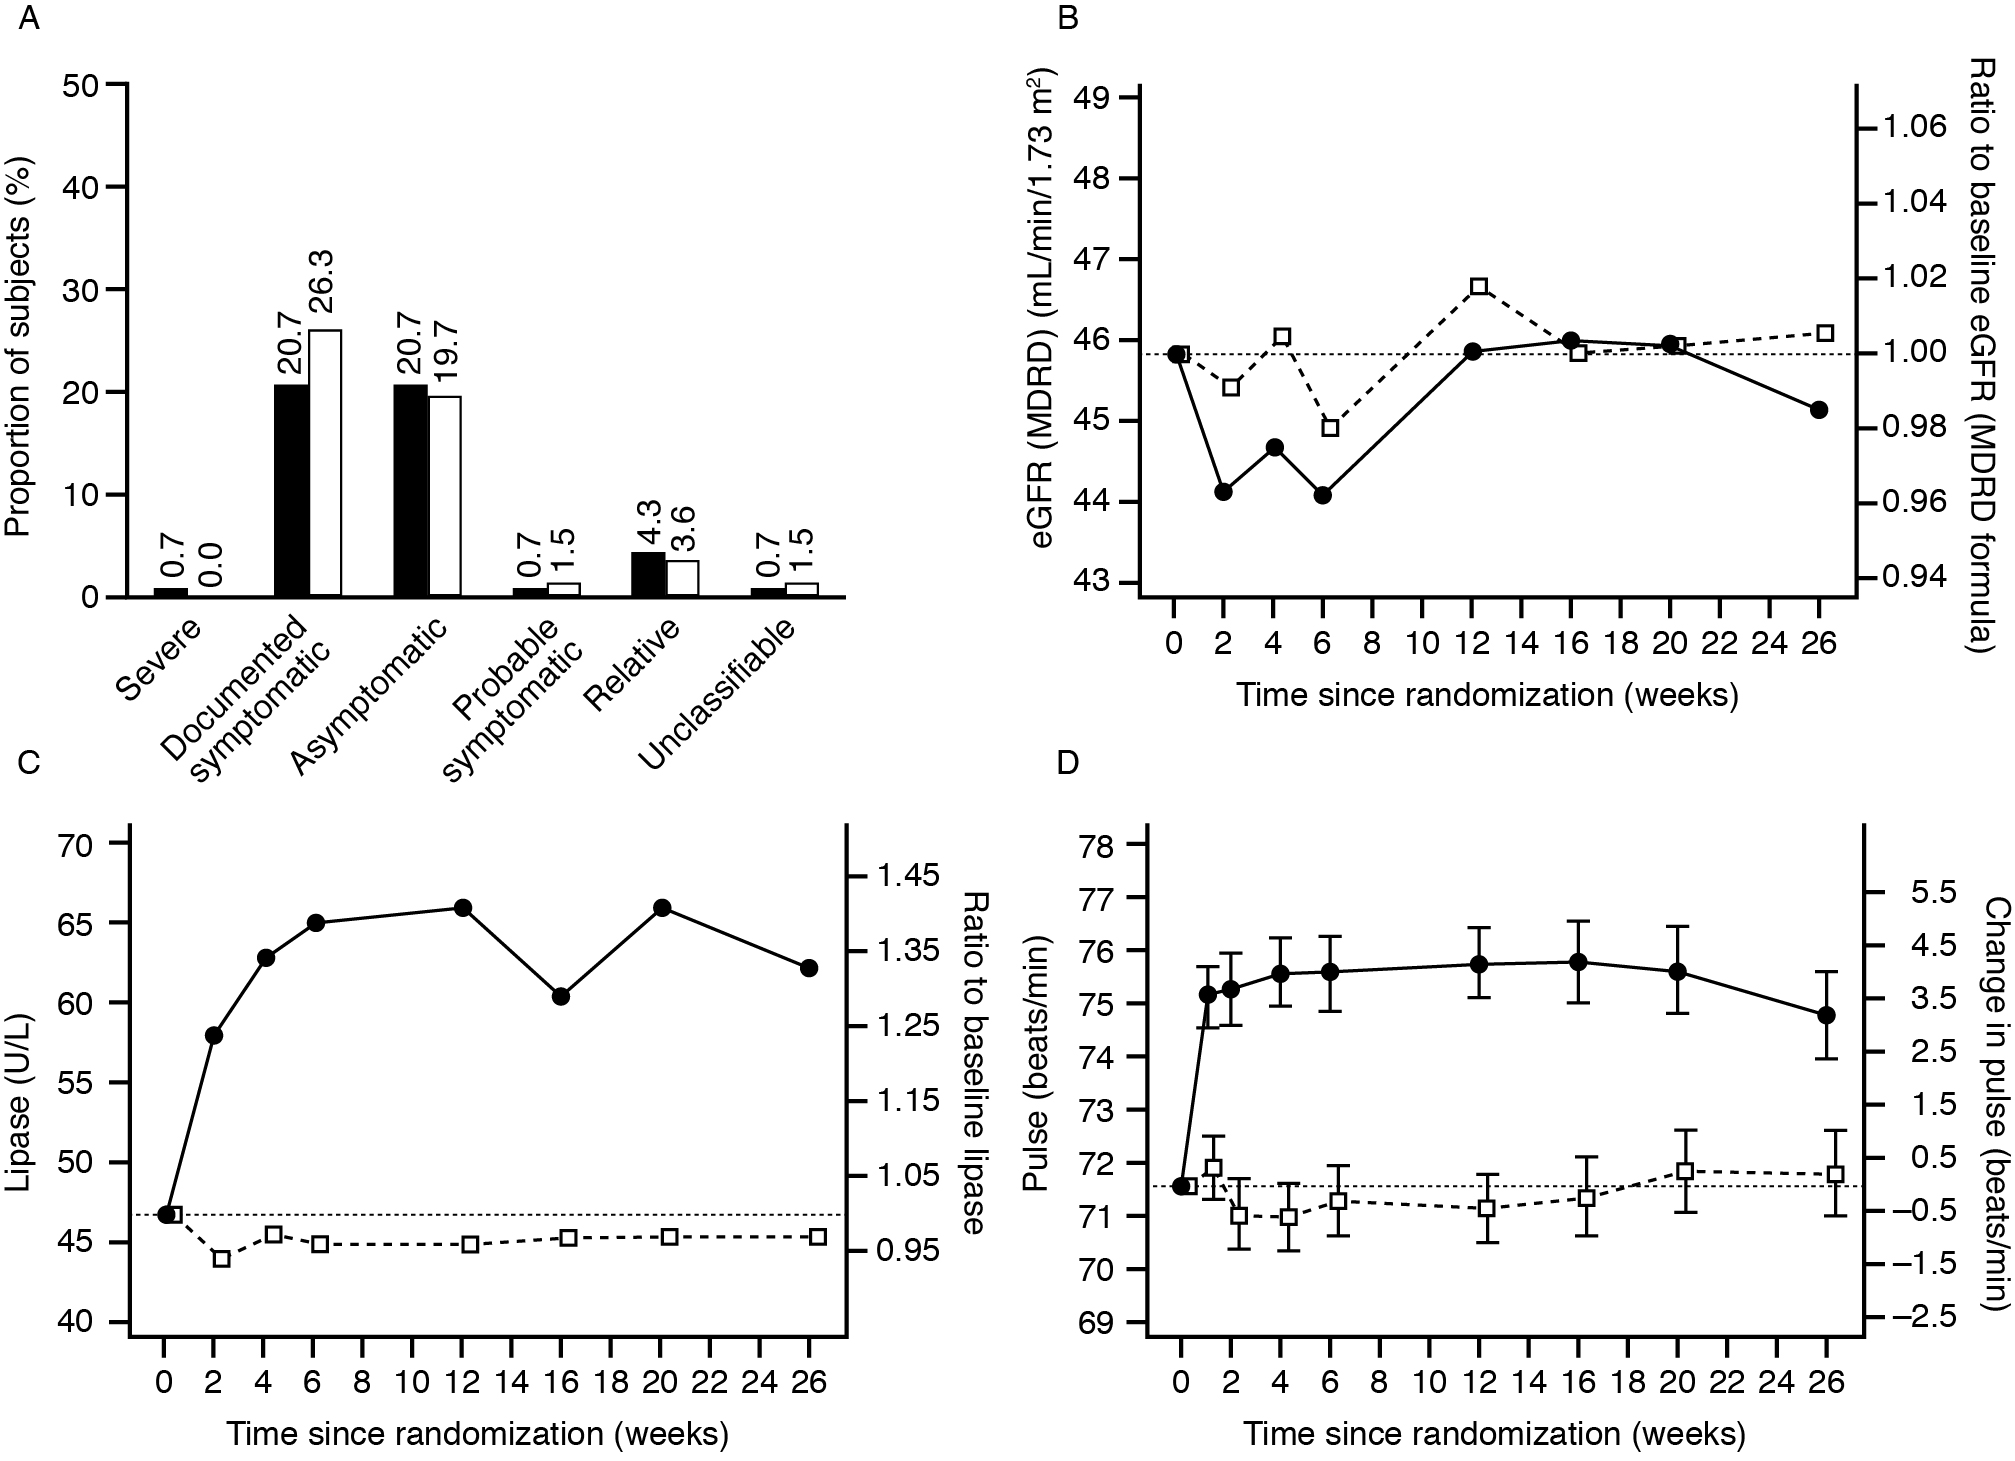 A
Proportion of subjects (%)
50
40
30
20
10
0
0.7
0.0
20.7
26.3
20.7
19.7
0.7
1.5
4.3
3.6
0.7
1.5
Severe
Documented
symptomatic
Asymptomatic
Probable
symptomatic
Relative
Unclassifiable
B
eGFR (MDRD) (mL/min/1.73 m²)
49
48
47
46
45
44
43
1.06
1.04
1.02
1.00
0.98
0.96
0.94
Ratio to baseline eGFR (MDRD formula)
0 2 4 6 8 10 12 14 16 18 20 22 24 26
Time since randomization (weeks)
C
Lipase (U/L)
70
65
60
55
50
45
40
1.45
1.35
1.25
1.15
1.05
0.95
Ratio to baseline lipase
0 2 4 6 8 10 12 14 16 18 20 22 24 26
Time since randomization (weeks)
D
Pulse (beats/min)
78
77
76
75
74
73
72
71
70
69
5.5
4.5
3.5
2.5
1.5
0.5
–0.5
–1.5
–2.5
Change in pulse (beats/min)
0 2 4 6 8 10 12 14 16 18 20 22 24 26
Time since randomization (weeks)